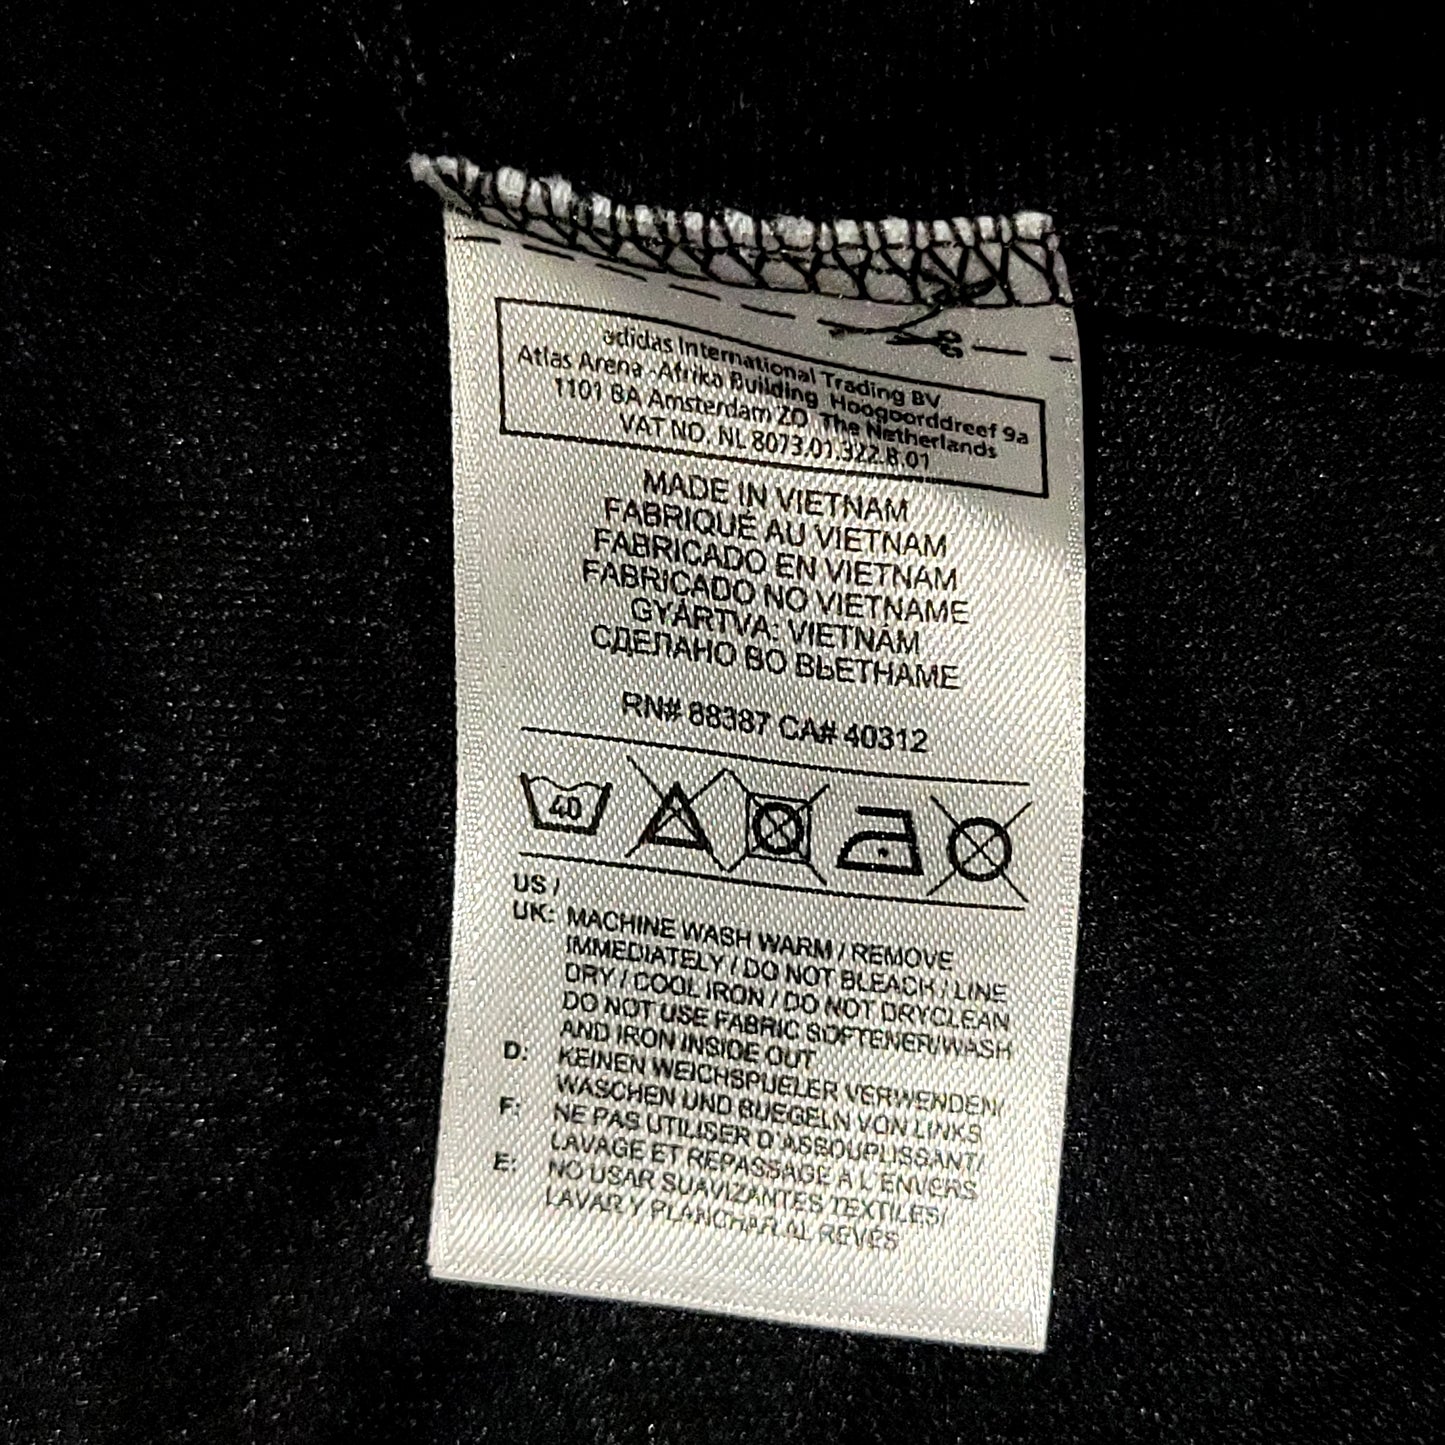 adidas International Trading BV
Atlas Arena -Afrika Building Hoogoorddreef 9a
1101 BA Amsterdam ZO The Netherlands
VAT NO. NL 8073.01.322.B.01
MADE IN VIETNAM
FABRIQUÉ AU VIETNAM
FABRICADO EN VIETNAM
FABRICADO NO VIETNAME
GYÁRTVA: VIETNAM
СДЕЛАНО ВО ВЬЕТНАМЕ
RN# 88387 CA# 40312
40
US /
UK: MACHINE WASH WARM / REMOVE
IMMEDIATELY / DO NOT BLEACH / LINE
DRY / COOL IRON / DO NOT DRYCLEAN
DO NOT USE FABRIC SOFTENER/WASH
AND IRON INSIDE OUT
D: KEINEN WEICHSPUELER VERWENDEN/
WASCHEN UND BUEGELN VON LINKS
F: NE PAS UTILISER D'ASSOUPLISSANT/
LAVAGE ET REPASSAGE A L'ENVERS
E: NO USAR SUAVIZANTES TEXTILES/
LAVAR Y PLANCHAR AL REVÉS